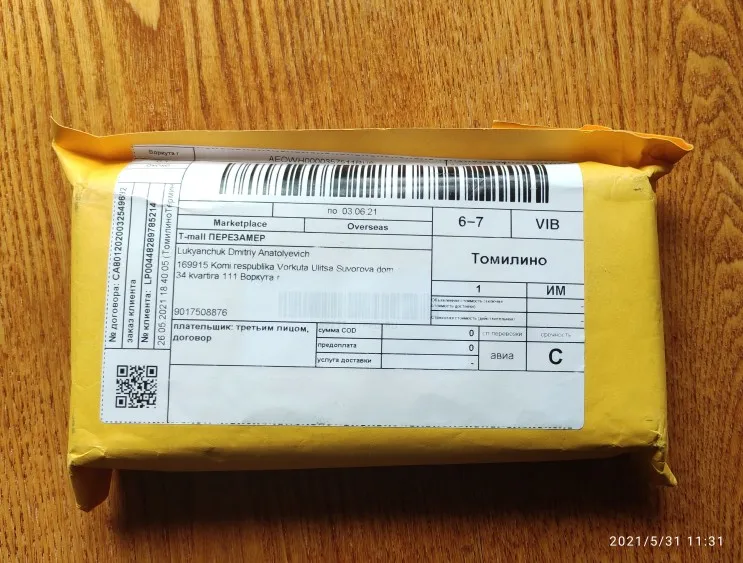 Воркута г
по 03.06.21
6-7
VIB
Marketplace
Overseas
T-mall ПЕРЕЗАМЕР
Томилино
Lukyanchuk Dmitriy Anatolyevich
169915 Komi respublika Vorkuta Ulitsa Suvorova dom
34 kvartira 111 Воркута г
1
ИМ
9017508876
плательщик: третьим лицом,
договор
сумма COD
0
предоплата
0
услуга доставки
-
авиа
срочность
С
№ договора:
заказ клиента
№ клиента: LP00448289785214
26.05.2021 18:40:05 (Томилино
2021/5/31 11:31